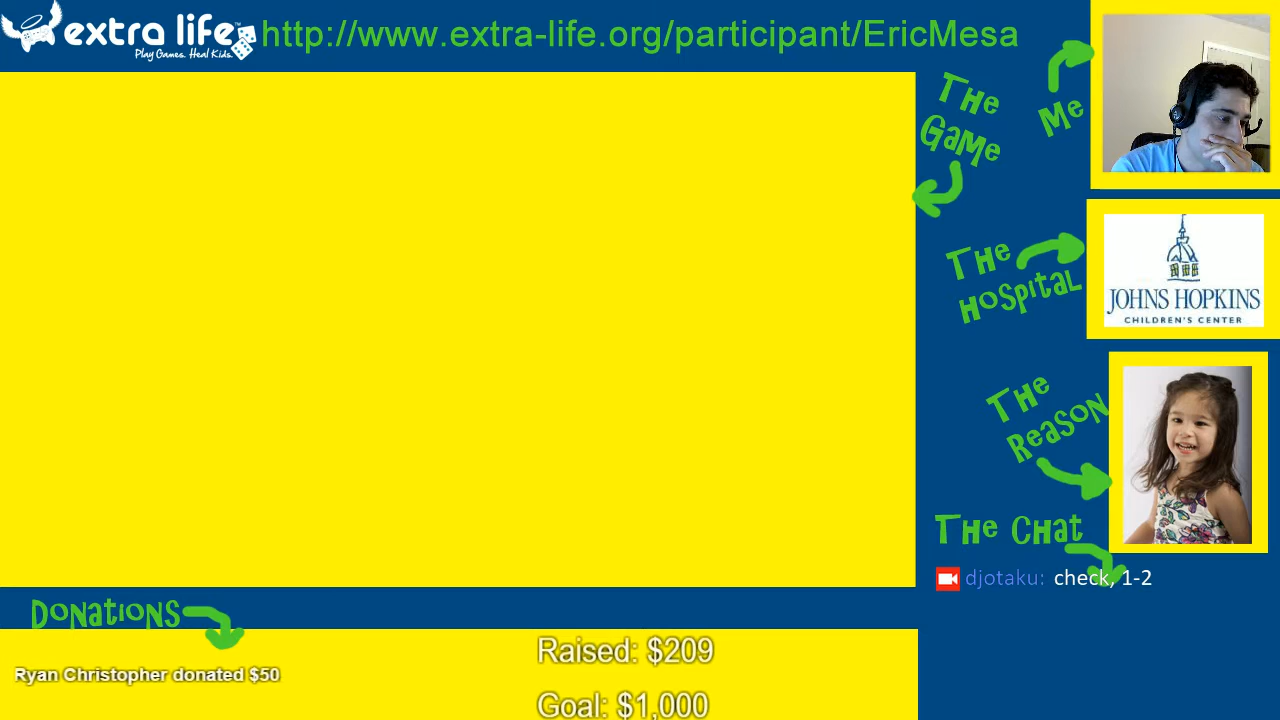 extra life
Play Games. Heal Kids.
http://www.extra-life.org/participant/EricMesa
The
Game
Me
The
Hospital
JOHNS HOPKINS
CHILDREN'S CENTER
The
Reason
The Chat
djotaku: check, 1-2
Donations
Ryan Christopher donated $50
Raised: $209
Goal: $1,000